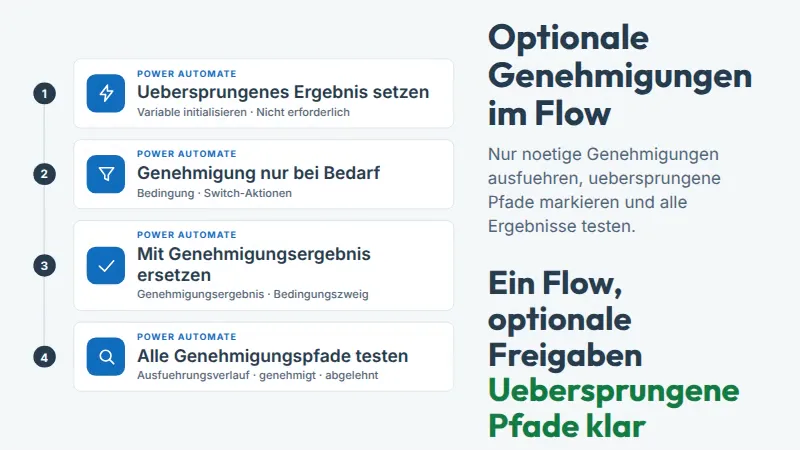 1
POWER AUTOMATE
Uebersprungenes Ergebnis setzen
Variable initialisieren · Nicht erforderlich
2
POWER AUTOMATE
Genehmigung nur bei Bedarf
Bedingung · Switch-Aktionen
3
POWER AUTOMATE
Mit Genehmigungsergebnis
ersetzen
Genehmigungsergebnis · Bedingungszweig
4
POWER AUTOMATE
Alle Genehmigungspfade testen
Ausfuehrungsverlauf · genehmigt · abgelehnt
Optionale
Genehmigungen
im Flow
Nur noetige Genehmigungen
ausfuehren, uebersprungene
Pfade markieren und alle
Ergebnisse testen.
Ein Flow,
optionale
Freigaben
Uebersprungene
Pfade klar